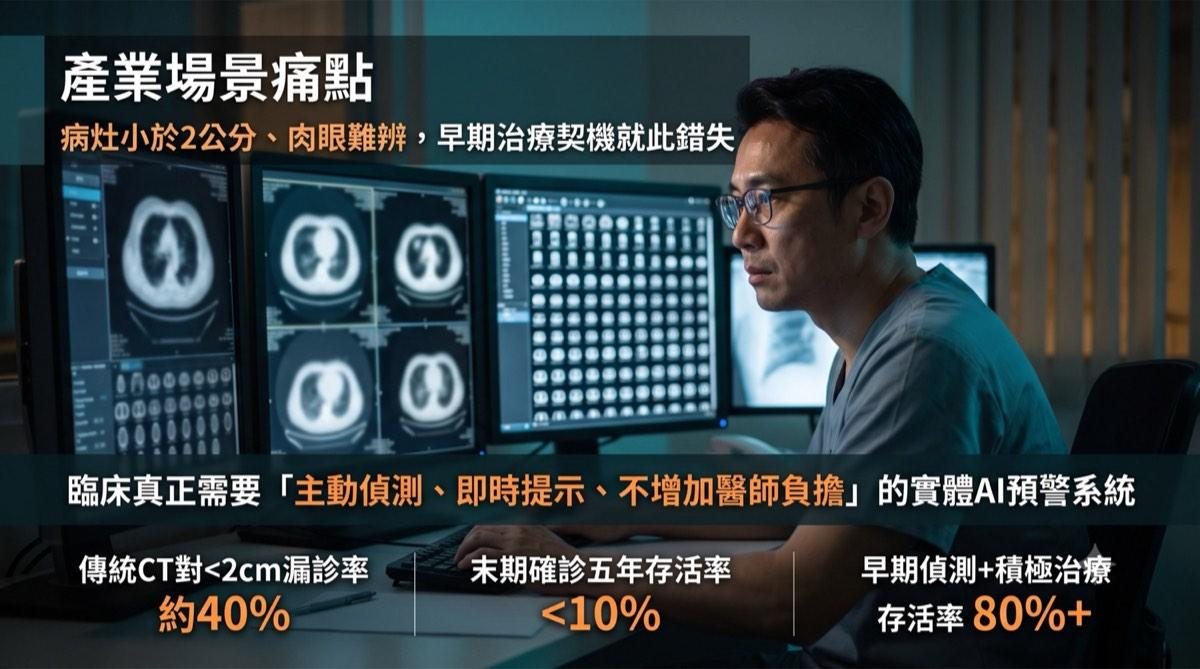 產業場景痛點
病灶小於2公分、肉眼難辨，早期治療契機就此錯失
臨床真正需要「主動偵測、即時提示、不增加醫師負擔」的實體AI預警系統
傳統CT對<2cm漏診率
約40%
末期確診五年存活率
<10%
早期偵測+積極治療
存活率 80%+